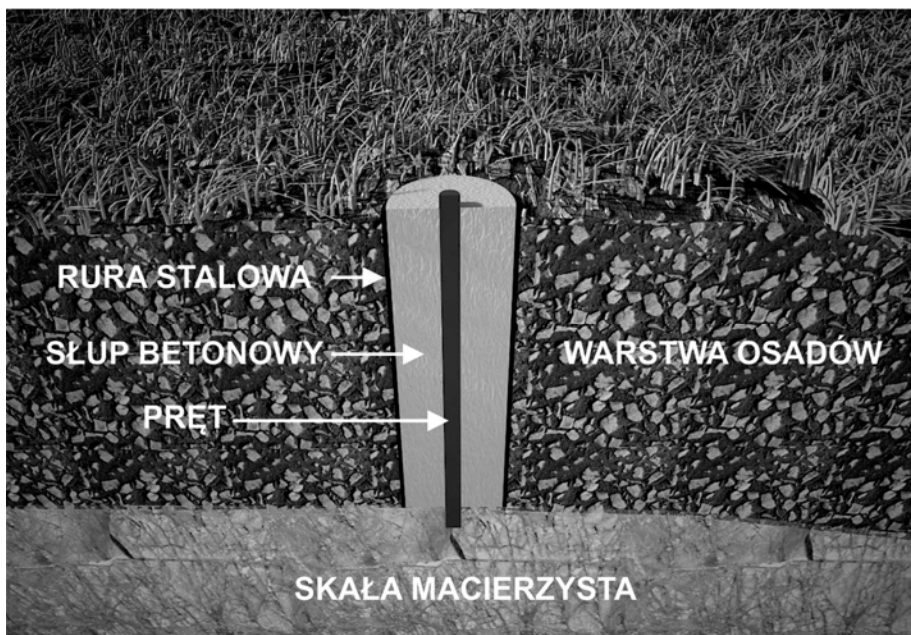 RURA STALOWA
SŁUP BETONOWY
WARSTWA OSADÓW
PRĘT
SKAŁA MACIERZYSTA